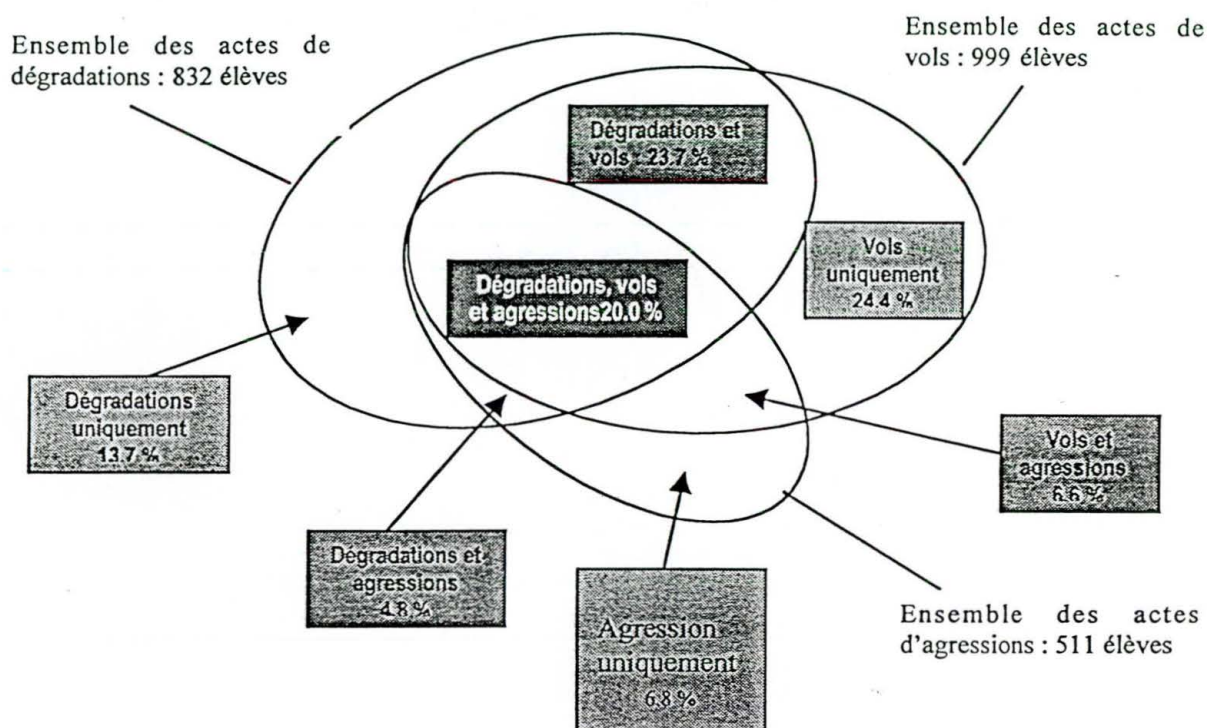 Ensemble des actes de
dégradations : 832 élèves
Ensemble des actes de
vols : 999 élèves
Dégradations et
vols : 23.7 %
Vols
uniquement
24.4 %
Dégradations, vols
et agressions20.0 %
Dégradations
uniquement
13.7 %
Vols et
agressions
6.6 %
Dégradations et
agressions
4.8 %
Agression
uniquement
6.8 %
Ensemble des actes
d'agressions : 511 élèves